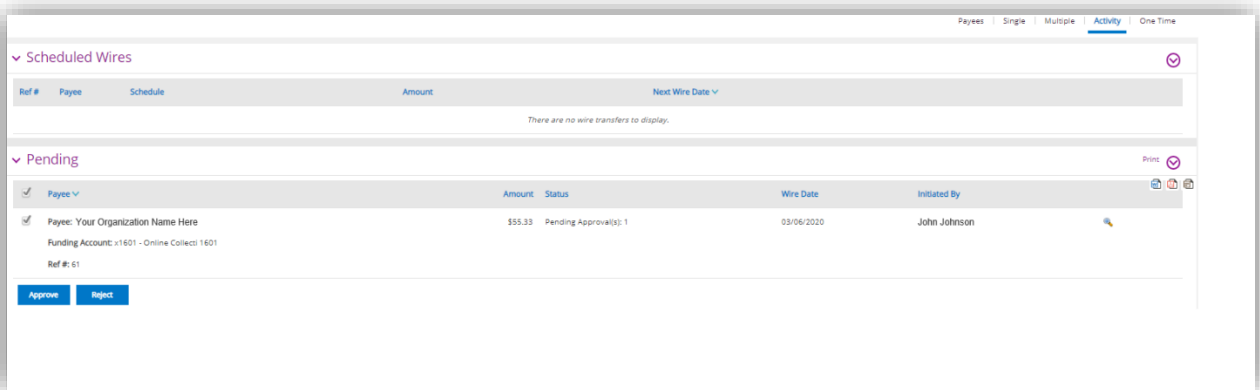 Payees Single Multiple Activity One Time
Scheduled Wires
Ref # Payee Schedule Amount Next Wire Date
There are no wire transfers to display.
Pending
Print
Payee Amount Status Wire Date Initiated By
Payee: Your Organization Name Here $55.33 Pending Approval(s): 1 03/06/2020 John Johnson
Funding Account: x1601 - Online Collecti 1601
Ref #: 61
Approve Reject